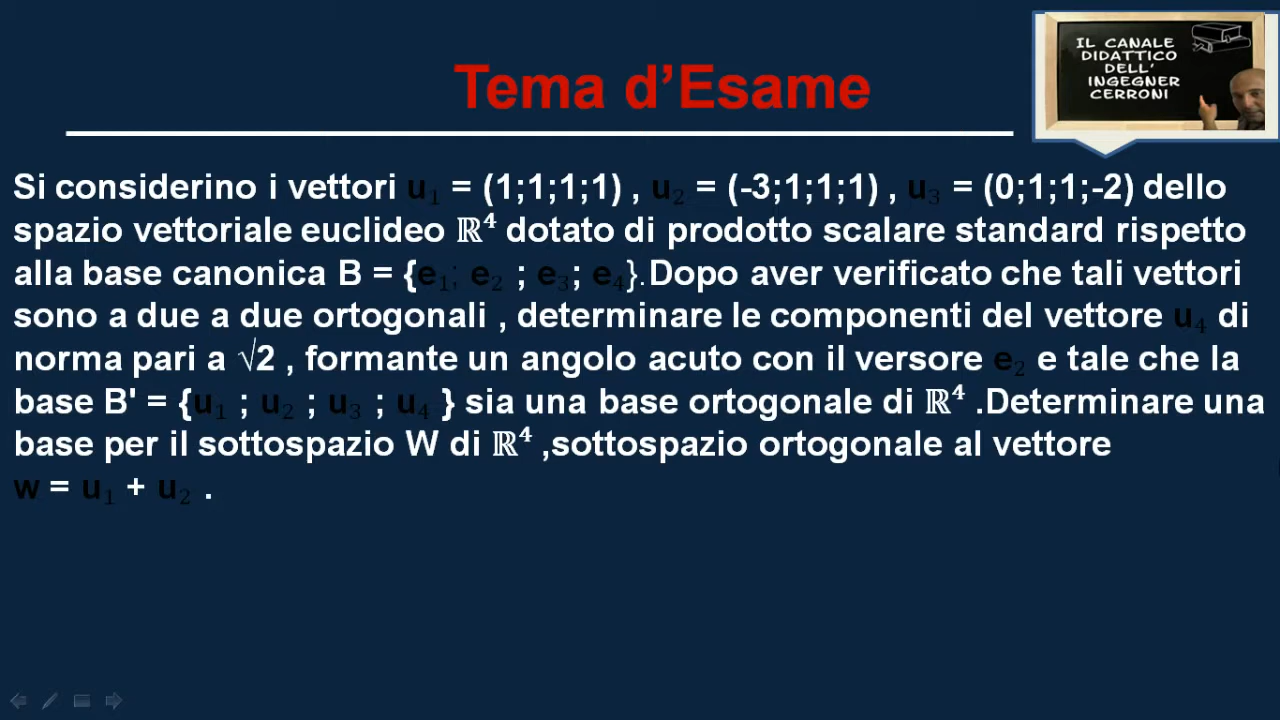 Tema d’Esame
IL CANALE
DIDATTICO
DELL'
INGEGNER
CERRONI
Si considerino i vettori u₁ = (1;1;1;1) , u₂ = (-3;1;1;1) , u₃ = (0;1;1;-2) dello
spazio vettoriale euclideo ℝ⁴ dotato di prodotto scalare standard rispetto
alla base canonica B = {e₁; e₂ ; e₃; e₄}.Dopo aver verificato che tali vettori
sono a due a due ortogonali , determinare le componenti del vettore u₄ di
norma pari a √2 , formante un angolo acuto con il versore e₂ e tale che la
base B' = {u₁ ; u₂ ; u₃ ; u₄ } sia una base ortogonale di ℝ⁴ .Determinare una
base per il sottospazio W di ℝ⁴ ,sottospazio ortogonale al vettore
w = u₁ + u₂ .